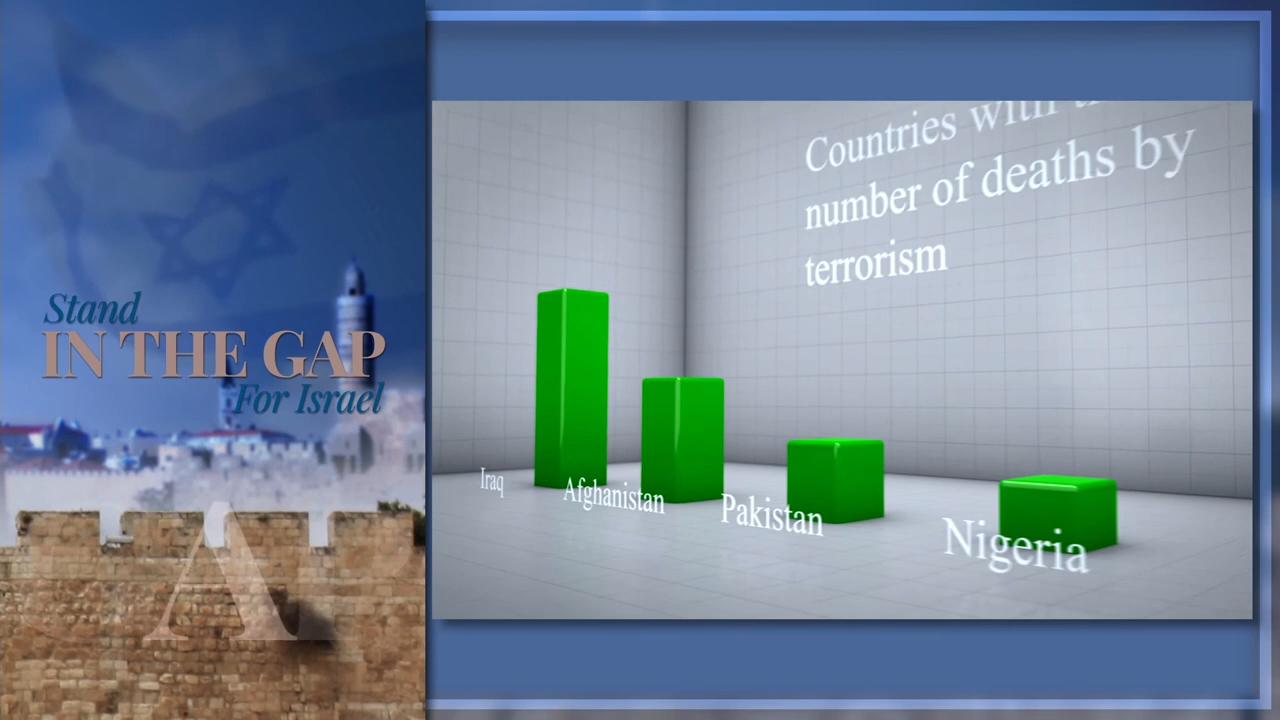 Stand
IN THE GAP
For Israel
Countries with
number of deaths by
terrorism
Iraq
Afghanistan
Pakistan
Nigeria
A